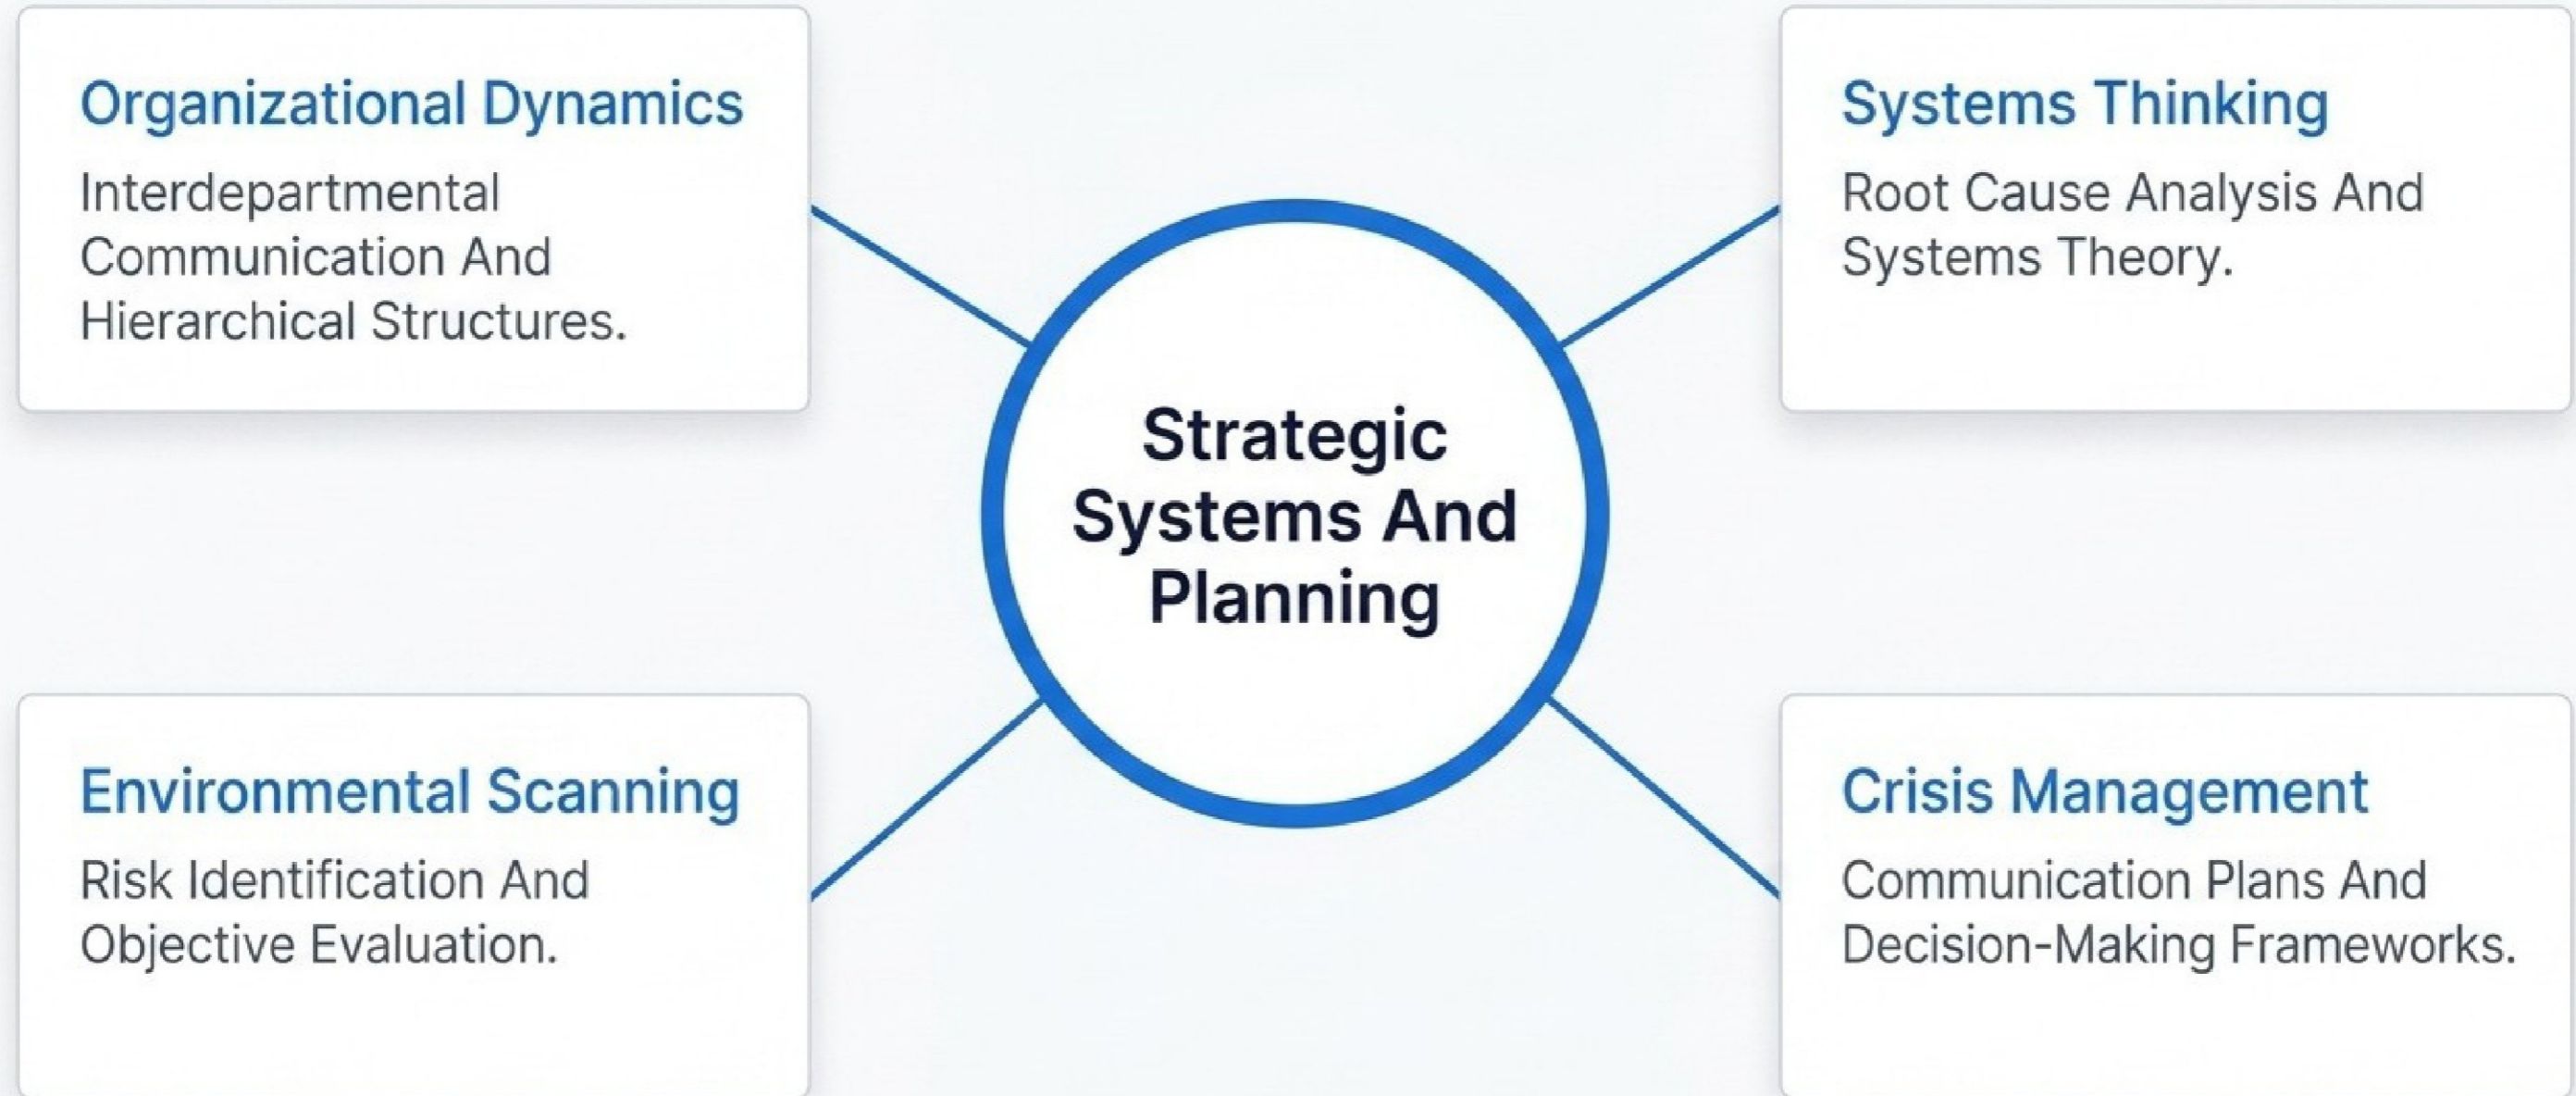 Organizational Dynamics
Interdepartmental
Communication And
Hierarchical Structures.
Systems Thinking
Root Cause Analysis And
Systems Theory.
Strategic
Systems And
Planning
Environmental Scanning
Risk Identification And
Objective Evaluation.
Crisis Management
Communication Plans And
Decision-Making Frameworks.